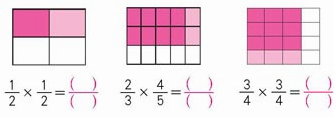 1/2 × 1/2 = ( )/( )
2/3 × 4/5 = ( )/( )
3/4 × 3/4 = ( )/( )